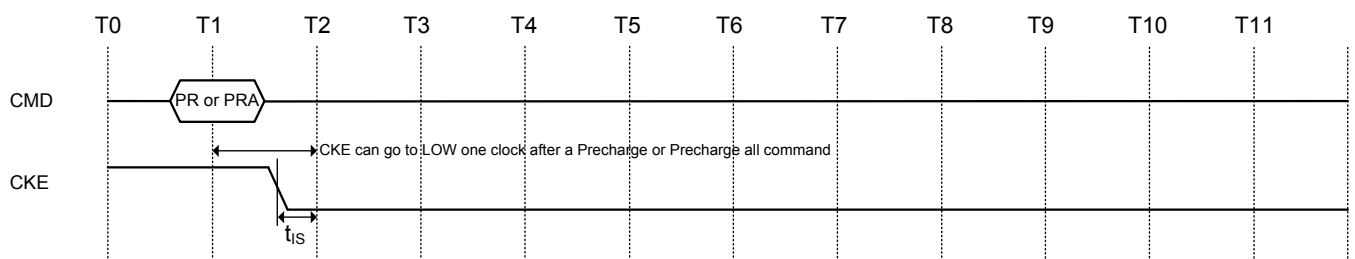 T0 T1 T2 T3 T4 T5 T6 T7 T8 T9 T10 T11
CMD PR or PRA
CKE can go to LOW one clock after a Precharge or Precharge all command
CKE
tIS